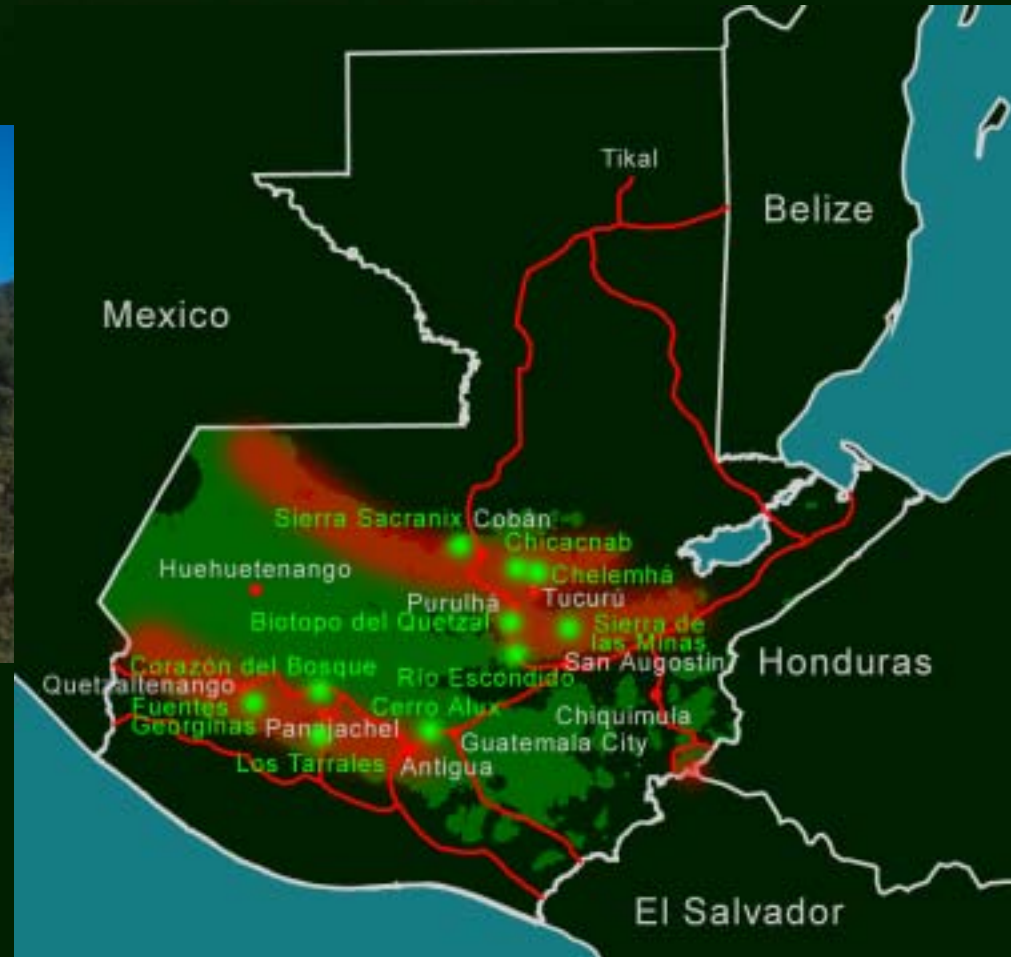 Tikal
Belize
Mexico
Sierra Sacranix Cobán
Chicacnab
Huehuetenango
Chelemhá
Purulhá Tucurú
Biotopo del Quetzal Sierra de
las Minas
Corazón del Bosque San Augostin
Honduras
Quetzaltenango Río Escondido
Fuentes Cerro Alux
Georginas Panajachel Chiquimula
Guatemala City
Los Tarrales Antigua
El Salvador